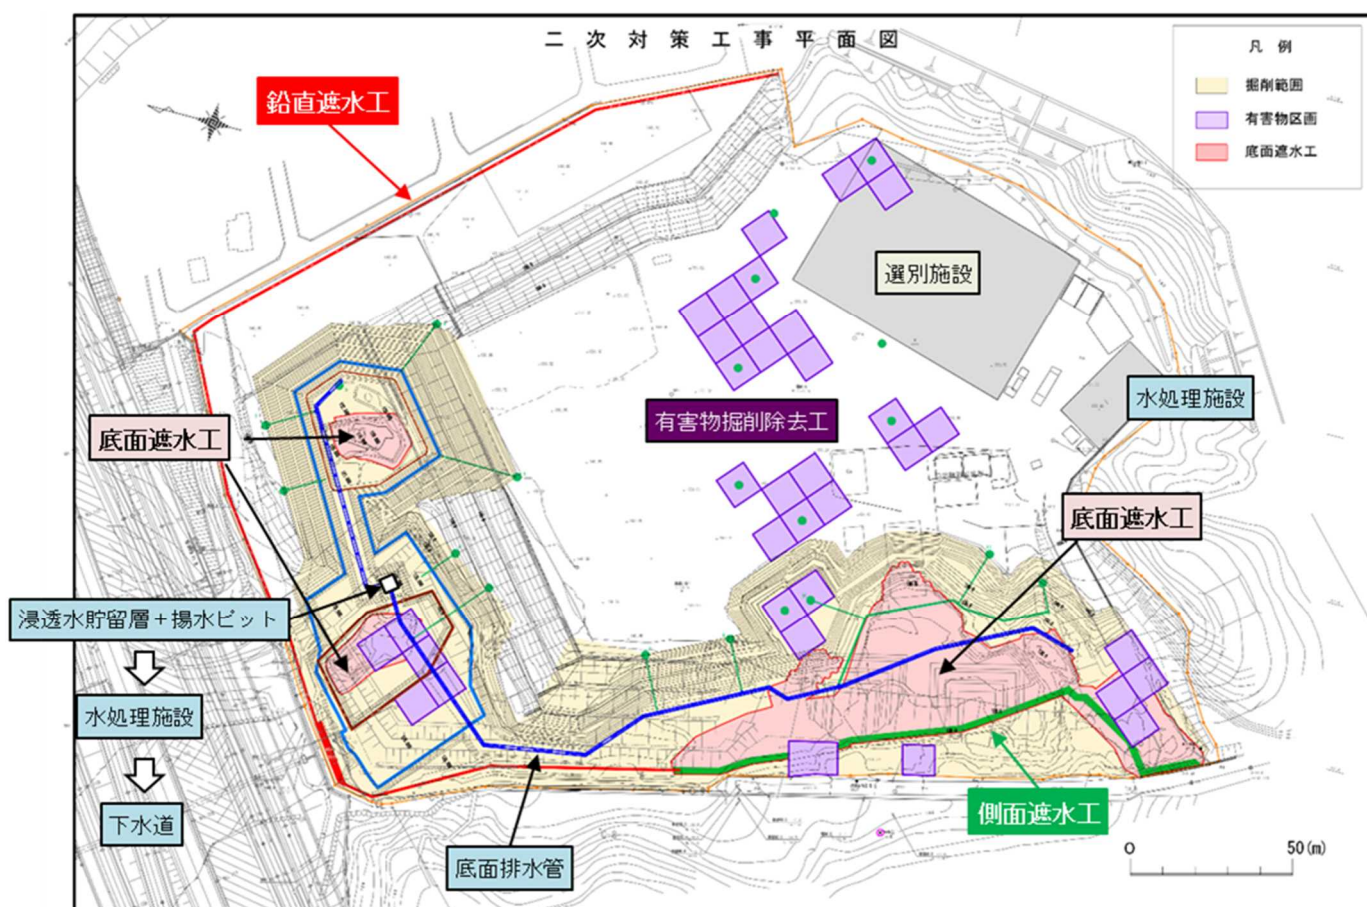 二次対策工事平面図
凡例
掘削範囲
有害物区画
底面遮水工
鉛直遮水工
選別施設
水処理施設
底面遮水工
有害物掘削除去工
底面遮水工
浸透水貯留層＋揚水ピット
水処理施設
下水道
側面遮水工
底面排水管
0 50(m)